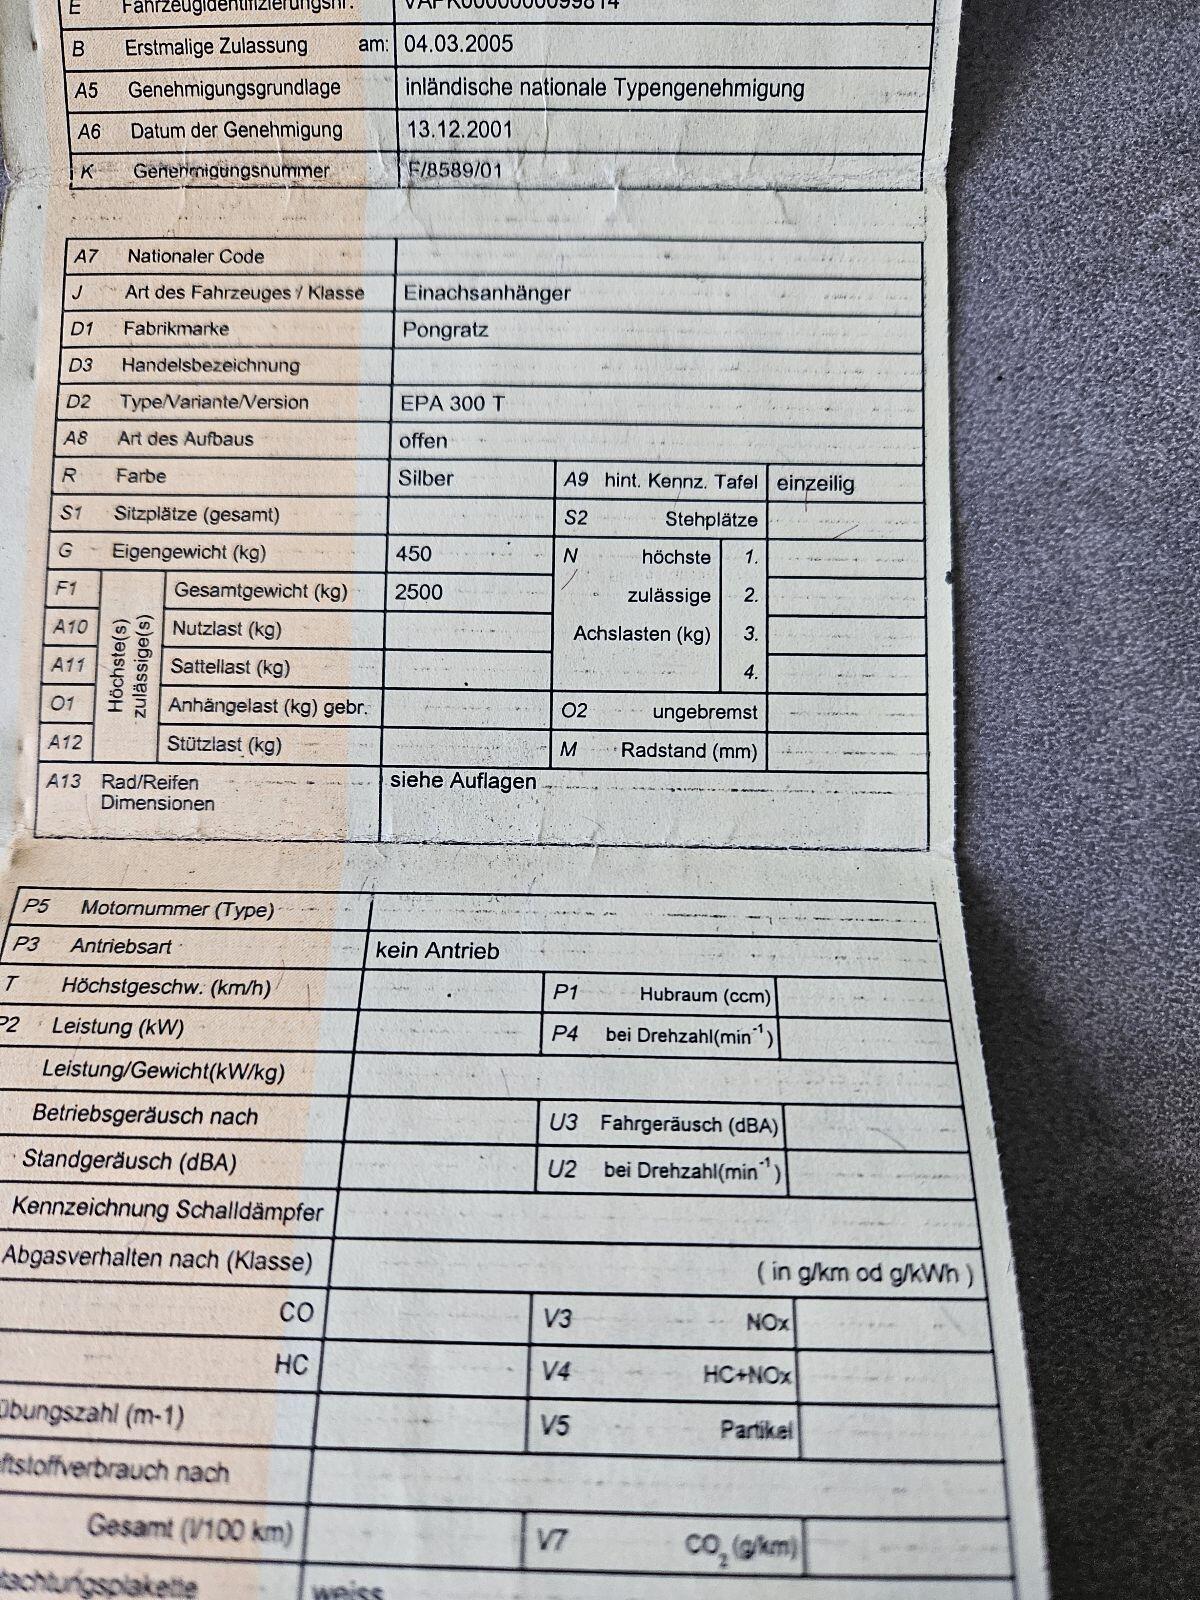 E Fahrzeugidentifizierungsnr.
B Erstmalige Zulassung am: 04.03.2005
A5 Genehmigungsgrundlage inländische nationale Typengenehmigung
A6 Datum der Genehmigung 13.12.2001
K Genehmigungsnummer F/8589/01
A7 Nationaler Code
J Art des Fahrzeuges / Klasse Einachsanhänger
D1 Fabrikmarke Pongratz
D3 Handelsbezeichnung
D2 Type/Variante/Version EPA 300 T
A8 Art des Aufbaus offen
R Farbe Silber A9 hint. Kennz. Tafel einzeilig
S1 Sitzplätze (gesamt) S2 Stehplätze
G Eigengewicht (kg) 450 N höchste 1.
F1 Höchste(s) zulässige(s) Gesamtgewicht (kg) 2500 zulässige 2.
A10 Nutzlast (kg) Achslasten (kg) 3.
A11 Sattellast (kg) 4.
O1 Anhängelast (kg) gebr. O2 ungebremst
A12 Stützlast (kg) M Radstand (mm)
A13 Rad/Reifen siehe Auflagen
Dimensionen
P5 Motornummer (Type)
P3 Antriebsart kein Antrieb
T Höchstgeschw. (km/h) P1 Hubraum (ccm)
P2 Leistung (kW) P4 bei Drehzahl(min-1)
Leistung/Gewicht(kW/kg)
Betriebsgeräusch nach U3 Fahrgeräusch (dBA)
Standgeräusch (dBA) U2 bei Drehzahl(min-1)
Kennzeichnung Schalldämpfer
Abgasverhalten nach (Klasse) ( in g/km od g/kWh )
CO V3 NOx
HC V4 HC+NOx
übungszahl (m-1) V5 Partikel
ftstoffverbrauch nach
Gesamt (l/100 km) V7 CO2 (g/km)
tachtungsplakette weiss